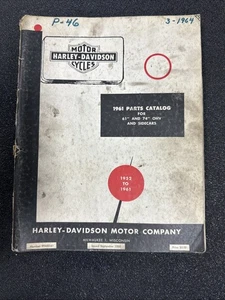 P-46
3-1964
MOTOR
HARLEY-DAVIDSON
CYCLES
1961 PARTS CATALOG
FOR
61" AND 74" OHV
AND SIDECARS
1952
TO
1961
HARLEY-DAVIDSON MOTOR COMPANY
MILWAUKEE 1, WISCONSIN